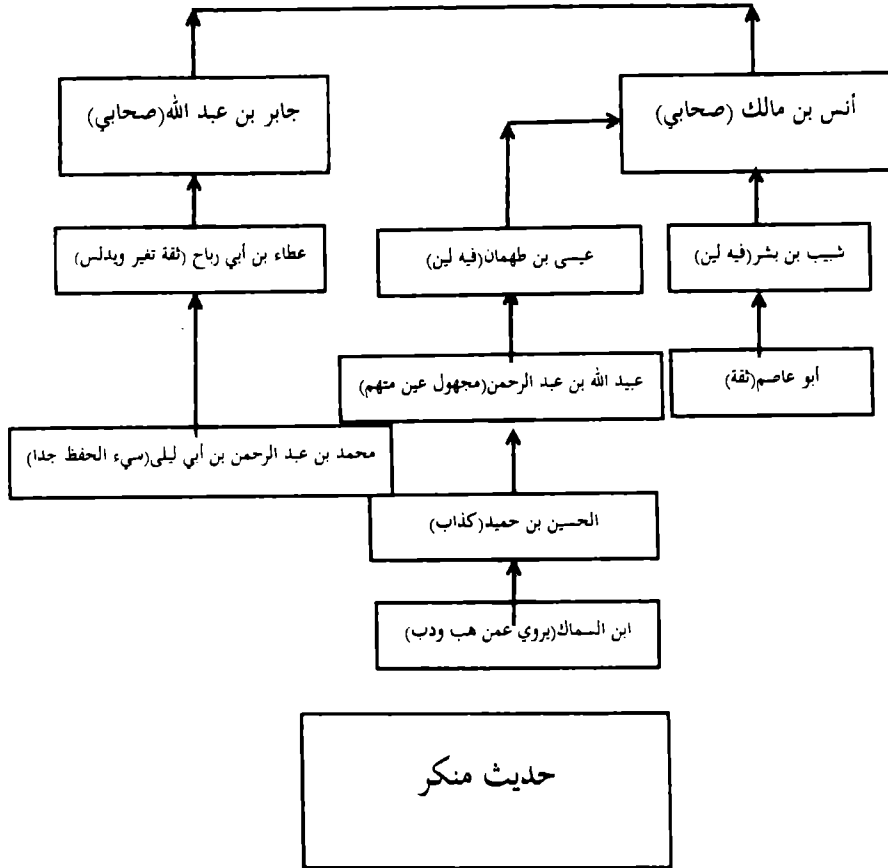 أنس بن مالك (صحابي)
جابر بن عبد الله(صحابي)
شبيب بن بشر(فيه لين)
عيسى بن طهمان(فيه لين)
عطاء بن أبي رباح (ثقة تغير ويدلس)
أبو عاصم(ثقة)
عبيد الله بن عبد الرحمن(مجهول عين متهم)
محمد بن عبد الرحمن بن أبي ليلى(سيء الحفظ جدا)
الحسين بن حميد(كذاب)
ابن السماك(يروي عمن هب ودب)
حديث منكر